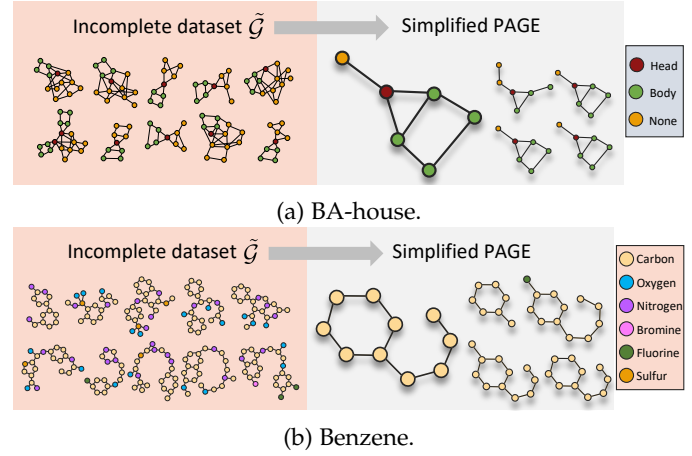 Incomplete dataset 𝒢̃
Simplified PAGE
Head
Body
None
(a) BA-house.
Incomplete dataset 𝒢̃
Simplified PAGE
Carbon
Oxygen
Nitrogen
Bromine
Fluorine
Sulfur
(b) Benzene.